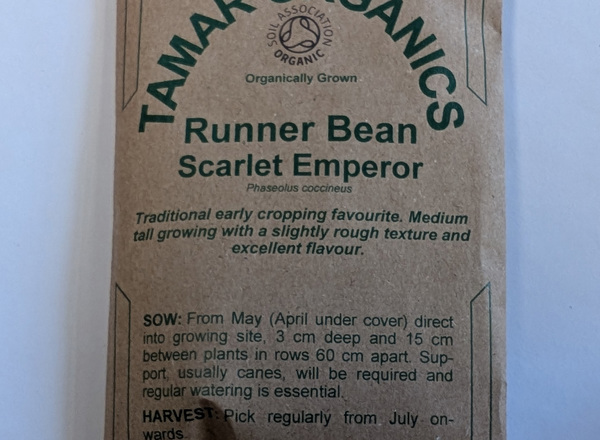 TAMAR ORGANICS
SOIL ASSOCIATION
ORGANIC
Organically Grown
Runner Bean
Scarlet Emperor
Phaseolus coccineus
Traditional early cropping favourite. Medium
tall growing with a slightly rough texture and
excellent flavour.
SOW: From May (April under cover) direct
into growing site, 3 cm deep and 15 cm
between plants in rows 60 cm apart. Sup-
port, usually canes, will be required and
regular watering is essential.
HARVEST: Pick regularly from July on-
wards.